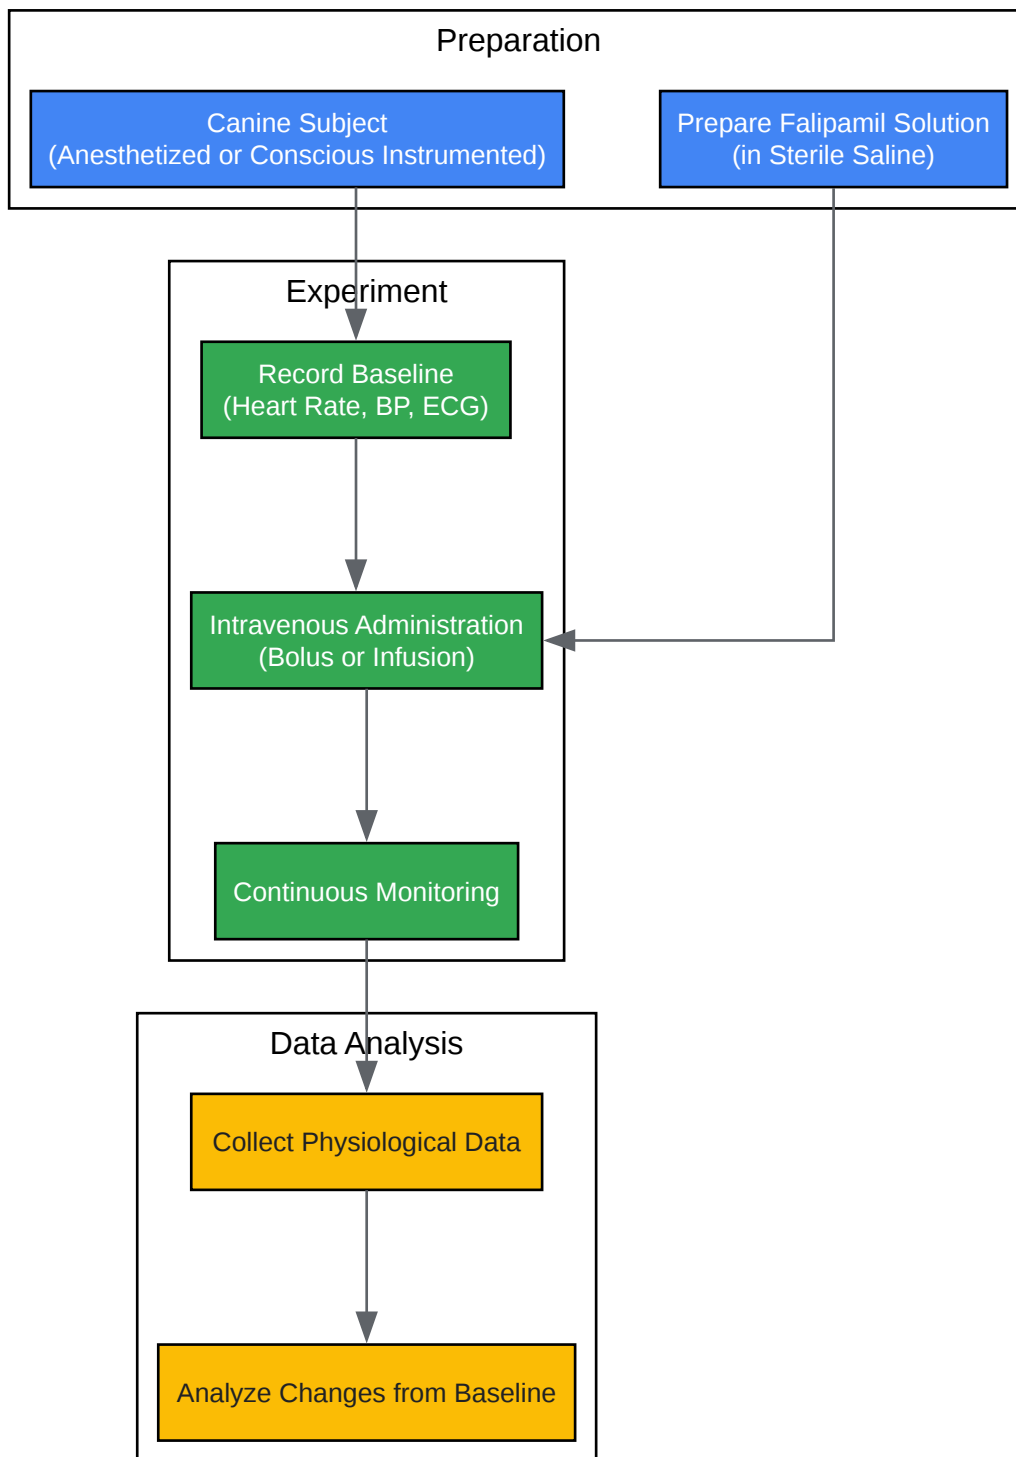 Preparation
Canine Subject
(Anesthetized or Conscious Instrumented)
Prepare Falipamil Solution
(in Sterile Saline)
Experiment
Record Baseline
(Heart Rate, BP, ECG)
Intravenous Administration
(Bolus or Infusion)
Continuous Monitoring
Data Analysis
Collect Physiological Data
Analyze Changes from Baseline